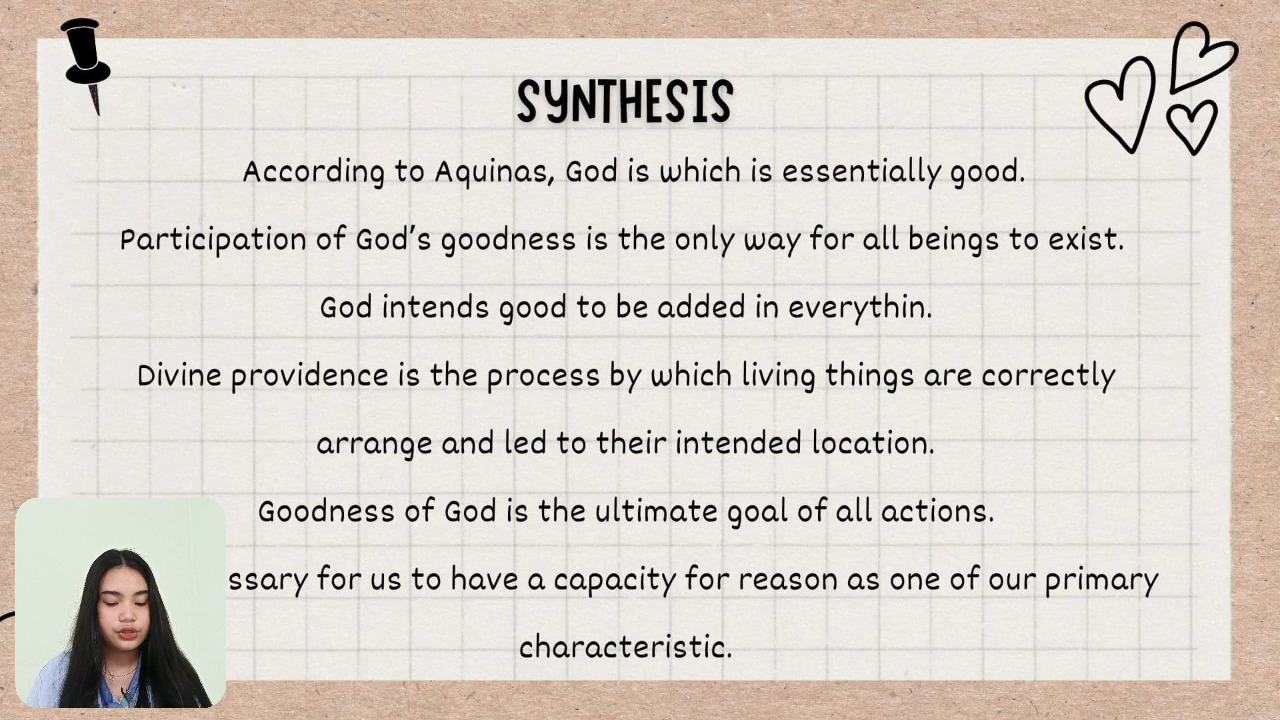 SYNTHESIS
According to Aquinas, God is which is essentially good.
Participation of God's goodness is the only way for all beings to exist.
God intends good to be added in everythin.
Divine providence is the process by which living things are correctly
arrange and led to their intended location.
Goodness of God is the ultimate goal of all actions.
for us to have a capacity for reason as one of our primary
characteristic.